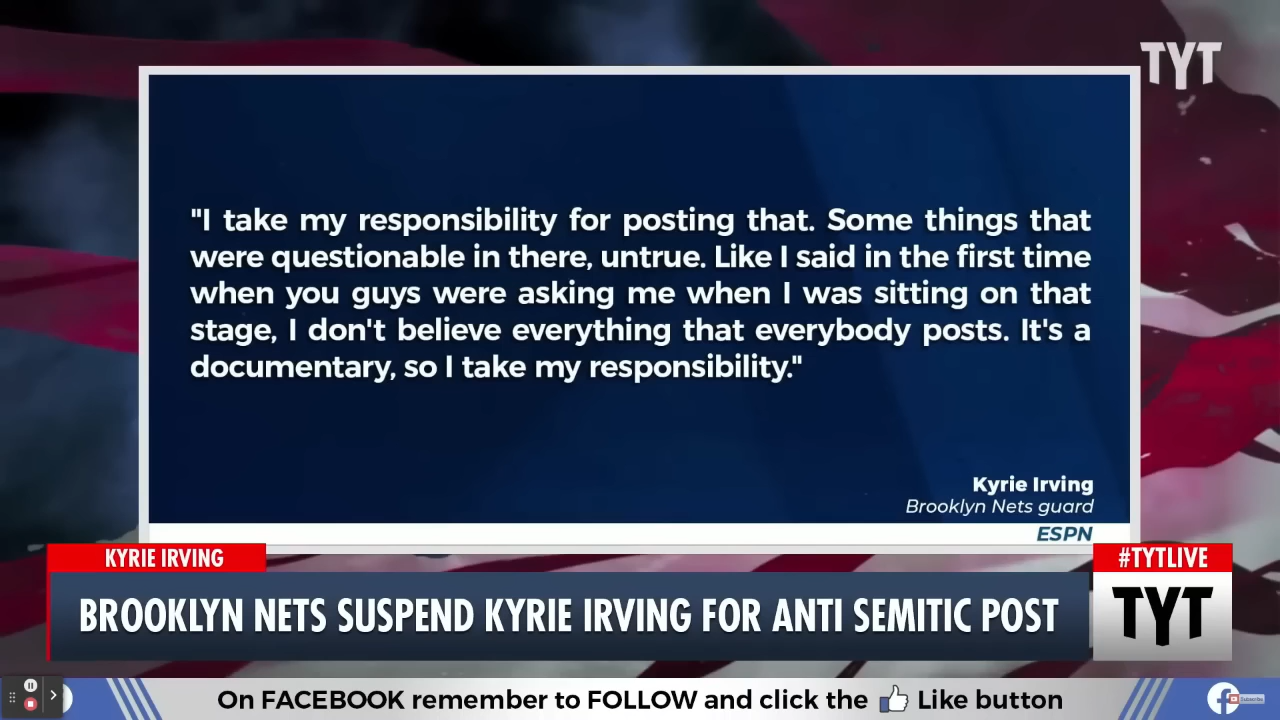 TYT
"I take my responsibility for posting that. Some things that
were questionable in there, untrue. Like I said in the first time
when you guys were asking me when I was sitting on that
stage, I don't believe everything that everybody posts. It's a
documentary, so I take my responsibility."
Kyrie Irving
Brooklyn Nets guard
ESPN
KYRIE IRVING
#TYTLIVE
BROOKLYN NETS SUSPEND KYRIE IRVING FOR ANTI SEMITIC POST
TYT
On FACEBOOK remember to FOLLOW and click the Like button
Subscribe